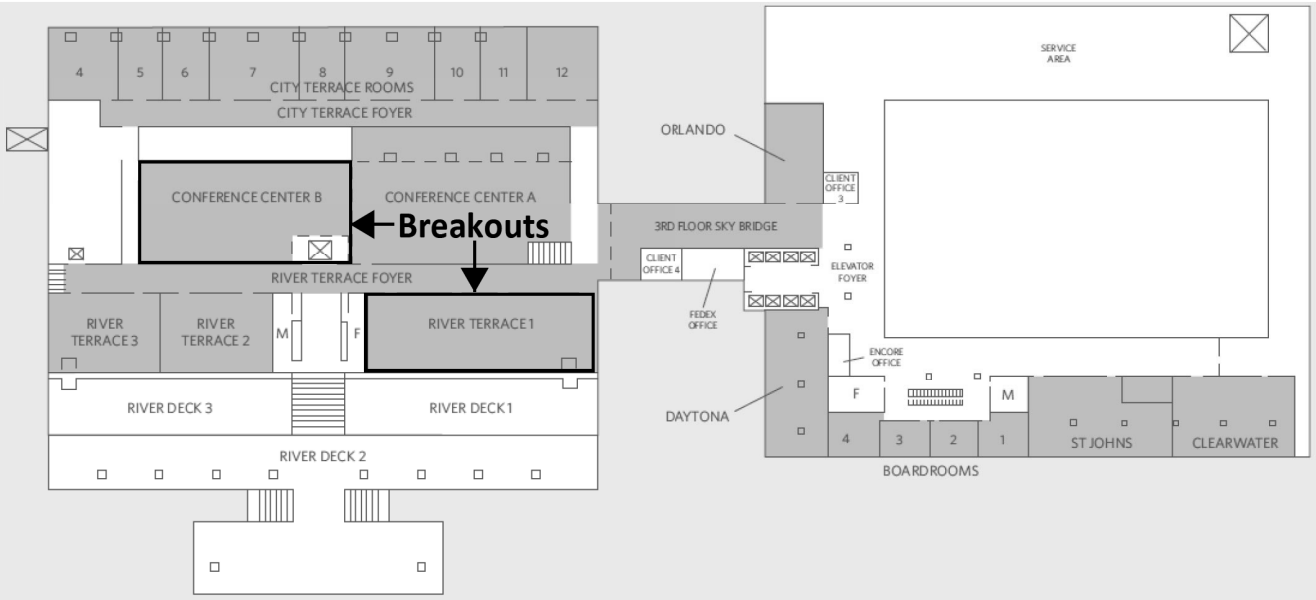 4
5
6
7
8
9
10
11
12
CITY TERRACE ROOMS
CITY TERRACE FOYER
CONFERENCE CENTER B
CONFERENCE CENTER A
Breakouts
RIVER TERRACE FOYER
RIVER
TERRACE 3
RIVER
TERRACE 2
M
F
RIVER TERRACE 1
RIVER DECK 3
RIVER DECK 1
RIVER DECK 2
SERVICE
AREA
ORLANDO
CLIENT
OFFICE
3
3RD FLOOR SKY BRIDGE
CLIENT
OFFICE 4
FEDEX
OFFICE
ELEVATOR
FOYER
ENCORE
OFFICE
DAYTONA
F
M
4
3
2
1
BOARDROOMS
ST JOHNS
CLEARWATER